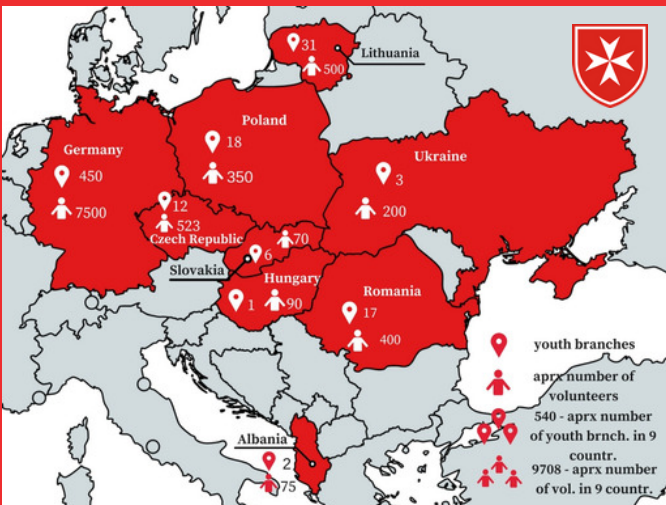 31
500
Lithuania
Poland
18
350
Germany
450
7500
Ukraine
3
200
12
523
Czech Republic
70
6
Slovakia
Hungary
1
90
Romania
17
400
Albania
2
75
youth branches
aprx number of
volunteers
540 - aprx number
of youth brnch. in 9
countr.
9708 - aprx number
of vol. in 9 countr.